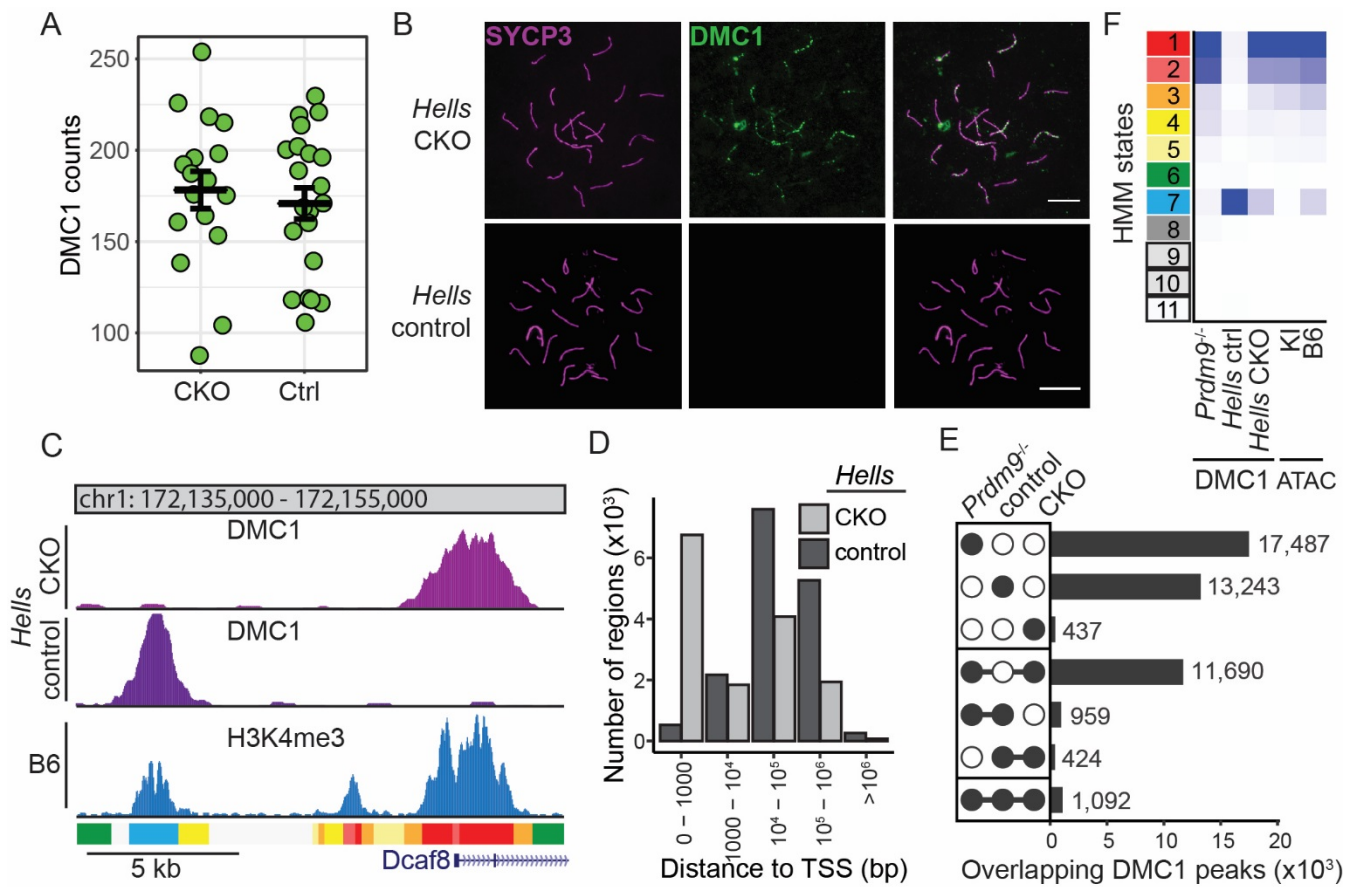 A
250
200
150
100
DMC1 counts
CKO
Ctrl
B
SYCP3
DMC1
Hells
CKO
Hells
control
F
HMM states
1
2
3
4
5
6
7
8
9
10
11
Prdm9-/-
Hells ctrl
Hells CKO
KI
B6
DMC1
ATAC
C
chr1: 172,135,000 - 172,155,000
Hells
CKO
DMC1
control
DMC1
B6
H3K4me3
5 kb
Dcaf8
D
Hells
CKO
control
Number of regions (x10³)
6
4
2
0
0 – 1000
1000 – 10⁴
10⁴ – 10⁵
10⁵ – 10⁶
>10⁶
Distance to TSS (bp)
E
Prdm9-/-
control
CKO
17,487
13,243
437
11,690
959
424
1,092
0
5
10
15
20
Overlapping DMC1 peaks (x10³)